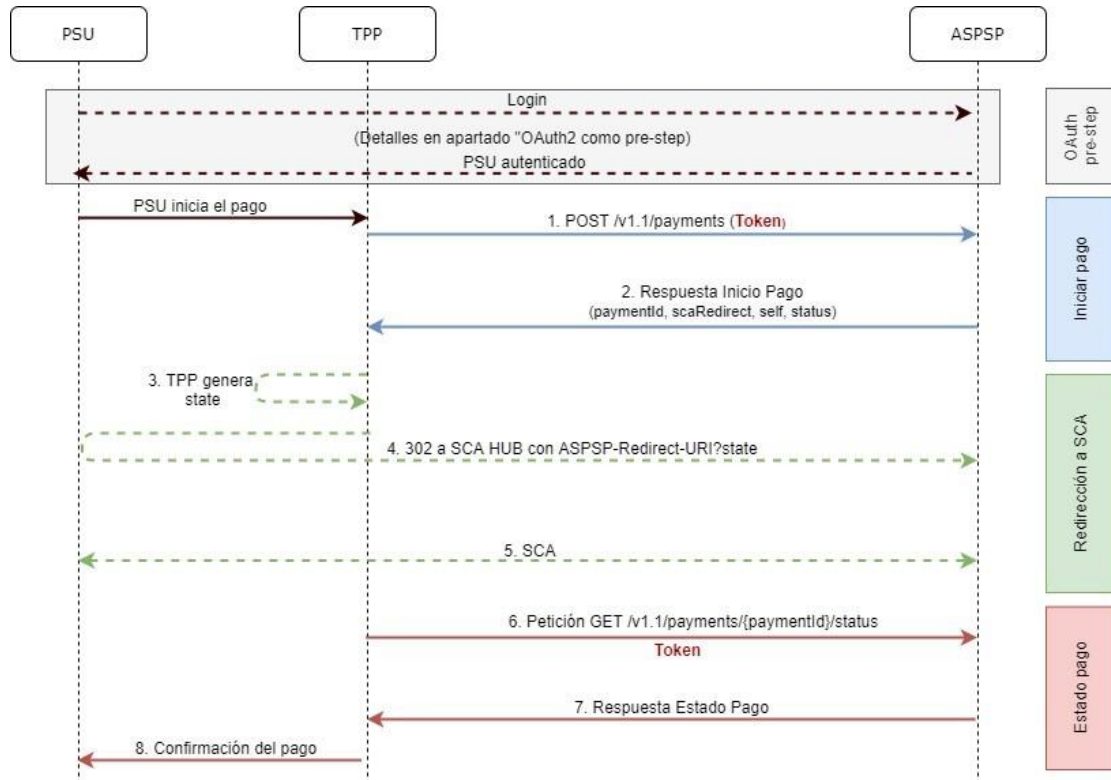 PSU
TPP
ASPSP
Login
(Detalles en apartado "OAuth2 como pre-step)
PSU autenticado
OAuth
pre-step
PSU inicia el pago
1. POST /v1.1/payments (Token)
2. Respuesta Inicio Pago
(paymentId, scaRedirect, self, status)
Iniciar pago
3. TPP genera
state
4. 302 a SCA HUB con ASPSP-Redirect-URI?state
5. SCA
Redirección a SCA
6. Petición GET /v1.1/payments/{paymentId}/status
Token
7. Respuesta Estado Pago
8. Confirmación del pago
Estado pago